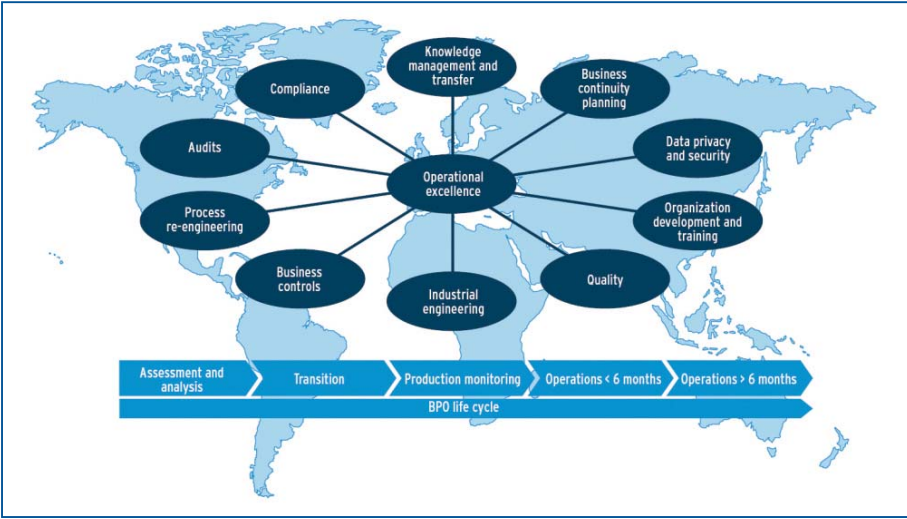 Knowledge
management and
transfer
Compliance
Business
continuity
planning
Audits
Data privacy
and security
Operational
excellence
Process
re-engineering
Organization
development and
training
Business
controls
Industrial
engineering
Quality
Assessment and
analysis
Transition
Production monitoring
Operations < 6 months
Operations > 6 months
BPO life cycle